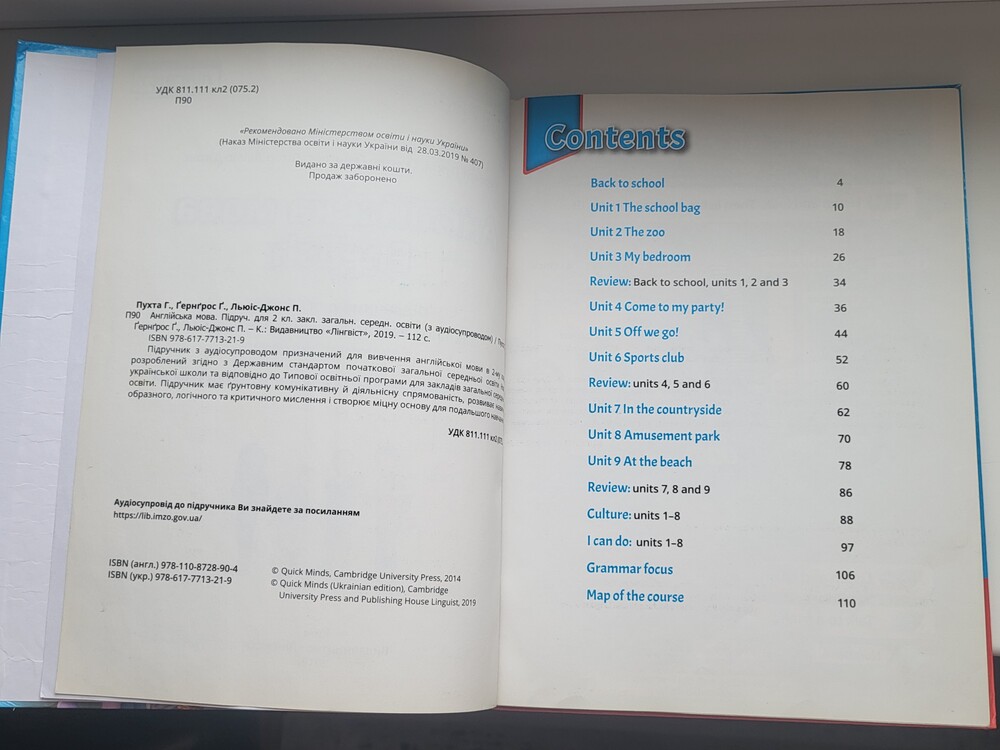 УДК 811.111 кл2 (075.2)
П90
«Рекомендовано Міністерством освіти і науки України»
(Наказ Міністерства освіти і науки України від 28.03.2019 № 407)
Видано за державні кошти.
Продаж заборонено
Пухта Г., Ґернґрос Ґ., Льюіс-Джонс П.
П90 Англійська мова. Підруч. для 2 кл. закл. загальн. середн. освіти (з аудіосупроводом) /
Ґернґрос Ґ., Льюіс-Джонс П. – К.: Видавництво «Лінгвіст», 2019. – 112 с.
ISBN 978-617-7713-21-9
Підручник з аудіосупроводом призначений для вивчення англійської мови в 2-му
розроблений згідно з Державним стандартом початкової загальної середньої освіти
української школи та відповідно до Типової освітньої програми для закладів загальної
освіти. Підручник має ґрунтовну комунікативну й діяльнісну спрямованість, розвиває
образного, логічного та критичного мислення і створює міцну основу для подальшого
УДК 811.111
Аудіосупровід до підручника Ви знайдете за посиланням
https://lib.imzo.gov.ua/
ISBN (англ.) 978-110-8728-90-4
ISBN (укр.) 978-617-7713-21-9
© Quick Minds, Cambridge University Press, 2014
© Quick Minds (Ukrainian edition), Cambridge
University Press and Publishing House Linguist, 2019
Contents
Back to school 4
Unit 1 The school bag 10
Unit 2 The zoo 18
Unit 3 My bedroom 26
Review: Back to school, units 1, 2 and 3 34
Unit 4 Come to my party! 36
Unit 5 Off we go! 44
Unit 6 Sports club 52
Review: units 4, 5 and 6 60
Unit 7 In the countryside 62
Unit 8 Amusement park 70
Unit 9 At the beach 78
Review: units 7, 8 and 9 86
Culture: units 1–8 88
I can do: units 1–8 97
Grammar focus 106
Map of the course 110